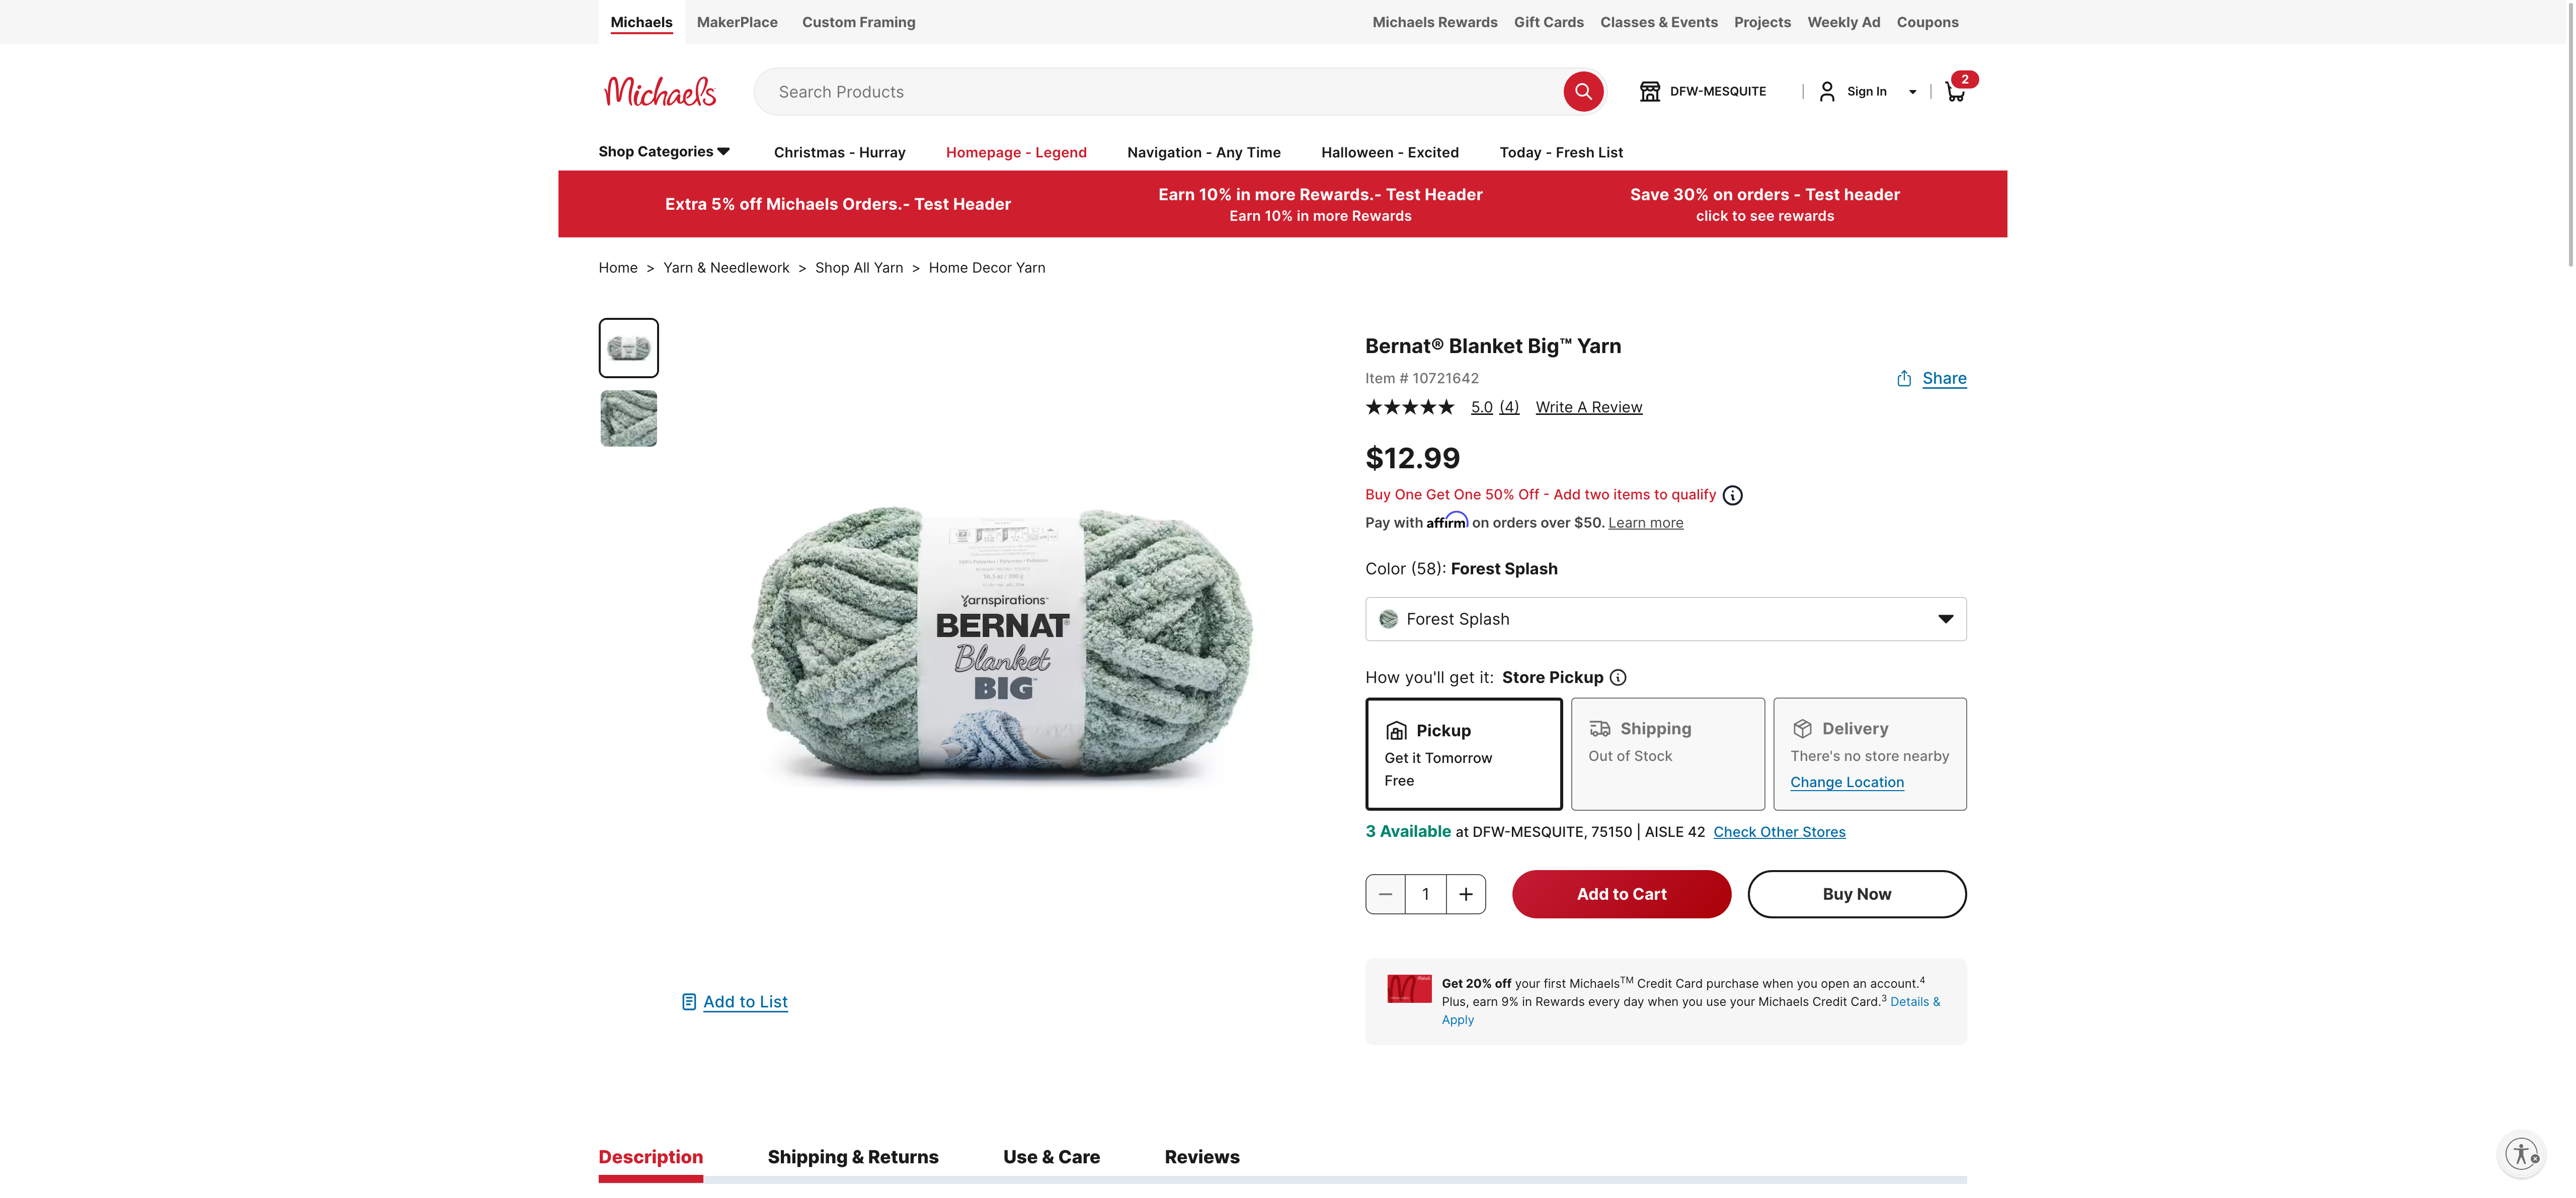 Michaels
MakerPlace
Custom Framing
Michaels Rewards
Gift Cards
Classes & Events
Projects
Weekly Ad
Coupons
Michaels
Search Products
DFW-MESQUITE
Sign In
2
Shop Categories
Christmas - Hurray
Homepage - Legend
Navigation - Any Time
Halloween - Excited
Today - Fresh List
Extra 5% off Michaels Orders.- Test Header
Earn 10% in more Rewards.- Test Header
Earn 10% in more Rewards
Save 30% on orders - Test header
click to see rewards
Home > Yarn & Needlework > Shop All Yarn > Home Decor Yarn
Yarnspirations™
BERNAT®
Blanket
BIG™
Add to List
Bernat® Blanket Big™ Yarn
Item # 10721642
Share
5.0 (4) Write A Review
$12.99
Buy One Get One 50% Off - Add two items to qualify
Pay with affirm on orders over $50. Learn more
Color (58): Forest Splash
Forest Splash
How you'll get it: Store Pickup
Pickup
Get it Tomorrow
Free
Shipping
Out of Stock
Delivery
There's no store nearby
Change Location
3 Available at DFW-MESQUITE, 75150 | AISLE 42 Check Other Stores
− 1 +
Add to Cart
Buy Now
Get 20% off your first Michaels™ Credit Card purchase when you open an account.⁴
Plus, earn 9% in Rewards every day when you use your Michaels Credit Card.³ Details &
Apply
Description
Shipping & Returns
Use & Care
Reviews